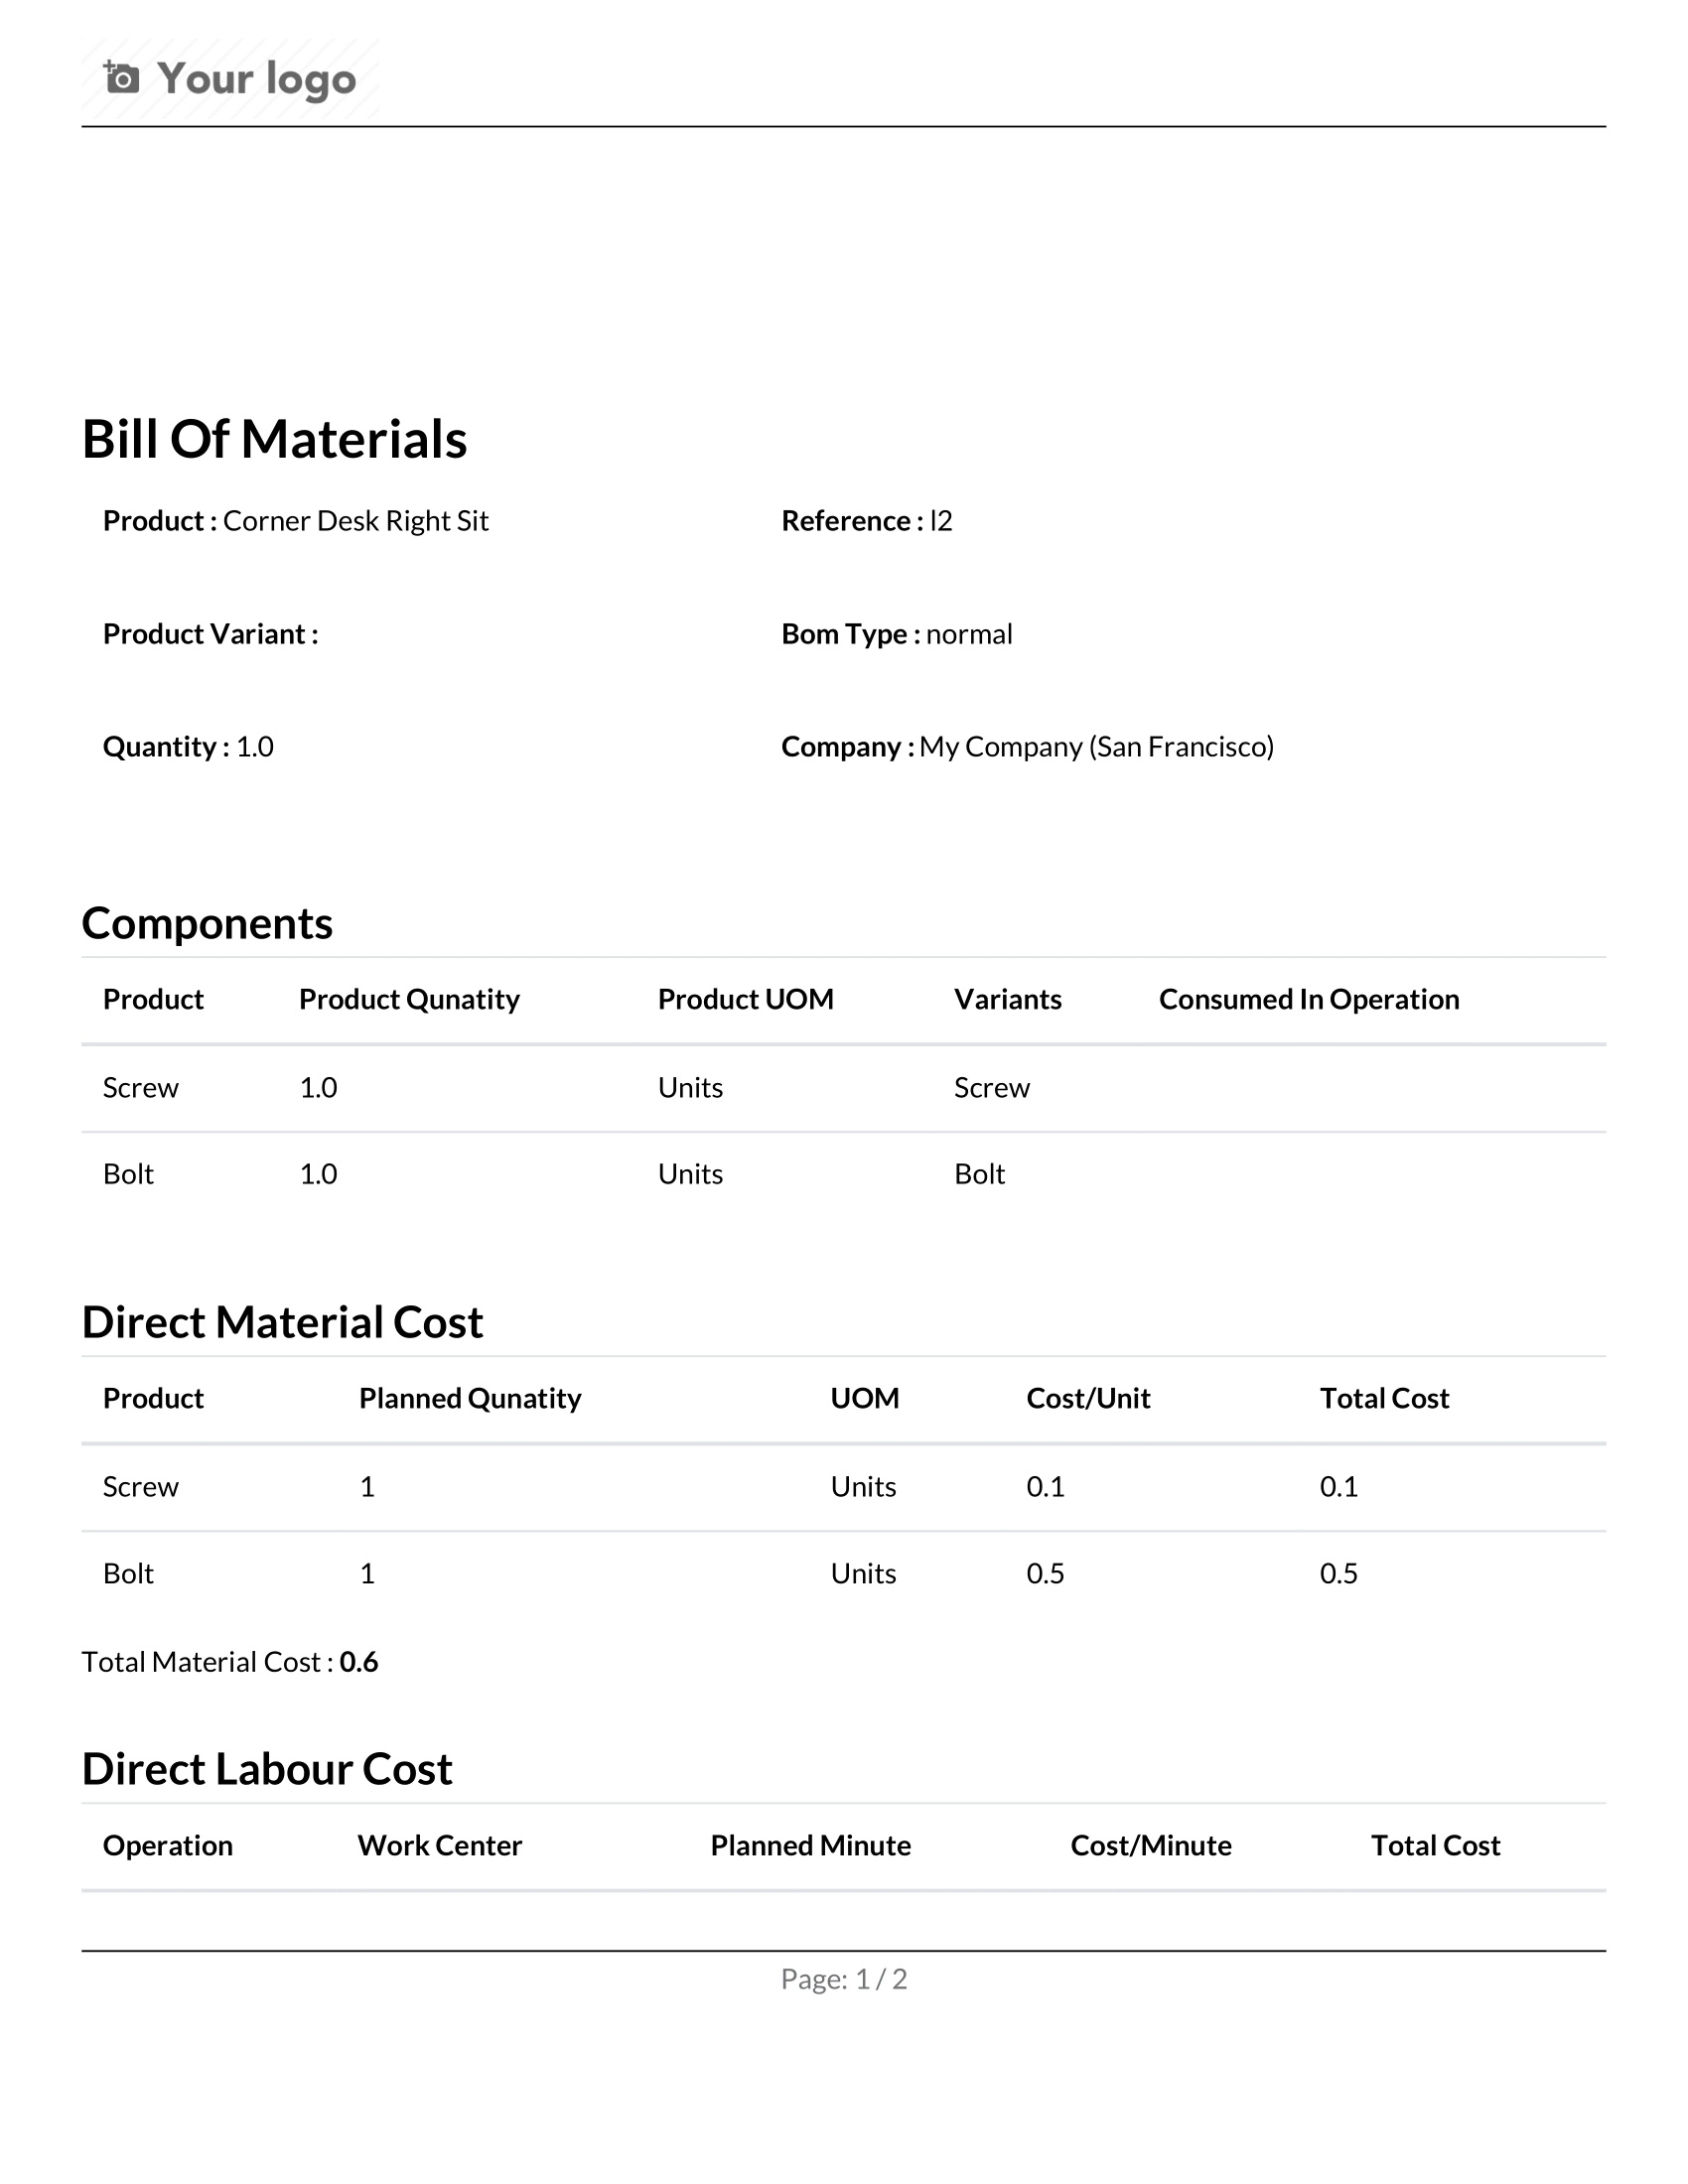 Your logo
Bill Of Materials
Product : Corner Desk Right Sit Reference : l2
Product Variant : Bom Type : normal
Quantity : 1.0 Company : My Company (San Francisco)
Components
Product Product Qunatity Product UOM Variants Consumed In Operation
Screw 1.0 Units Screw
Bolt 1.0 Units Bolt
Direct Material Cost
Product Planned Qunatity UOM Cost/Unit Total Cost
Screw 1 Units 0.1 0.1
Bolt 1 Units 0.5 0.5
Total Material Cost : 0.6
Direct Labour Cost
Operation Work Center Planned Minute Cost/Minute Total Cost
Page: 1 / 2